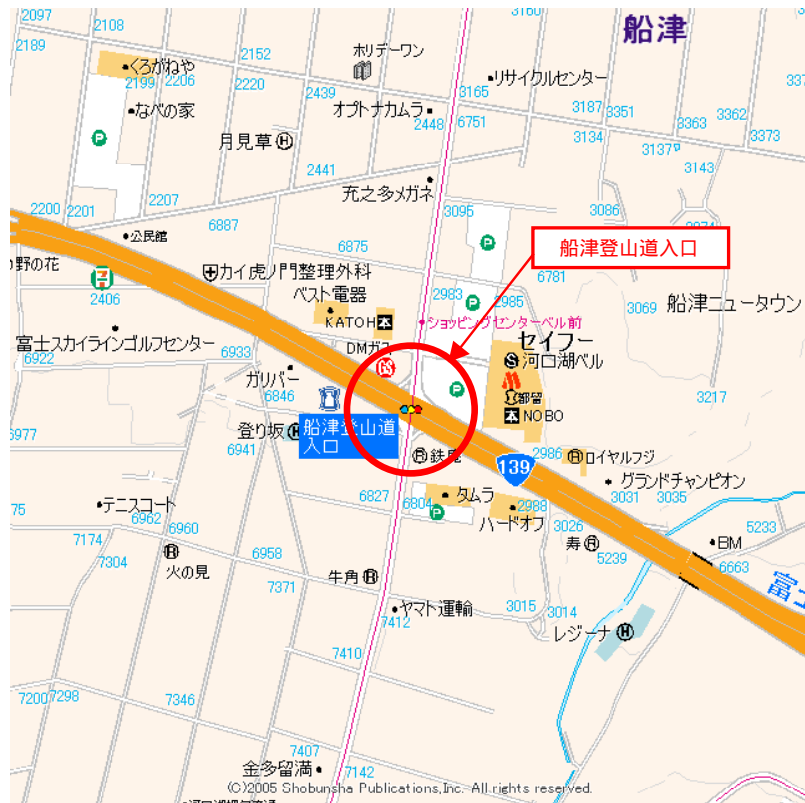 2097
2108
3160
船津
2189
2152
ホリデーワン
くろがねや
2199 2206
2220
2439
3165
リサイクルセンター
337
なべの家
オプトナカムラ
2448
6751
3187
3351
3362
P
月見草 H
3134
3363
3373
3137
2441
3143
充之多メガネ
2200
2201
2207
6887
3095
3086
公民館
6875
P
船津登山道入口
野の花
カイ虎ノ門整理外科
6781
2406
ベスト電器
2983
P
2985
3069
船津ニュータウン
KATOH 本
ショッピングセンターベル前
富士スカイラインゴルフセンター
6933
DMガス
セイフー
6922
GS
S 河口湖ベル
ガリバー
6846
P
都留
3217
本 NOBO
6977
登り坂 H
船津登山道
入口
6941
R 鉄庵
2986
R ロイヤルフジ
139
グランドチャンピオン
6827
6804
タムラ
2988
3031
3035
75
テニスコート
6962
6960
P
ハードオフ
3026
5233
7174
寿 R
BM
7304
R
火の見
6958
5239
6663
7371
牛角 R
富士
ヤマト運輸
7412
3015
3014
レジーナ H
7410
7200
7298
7346
7407
金多留満
7142
(C)2005 Shobunsha Publications,Inc. All rights reserved.